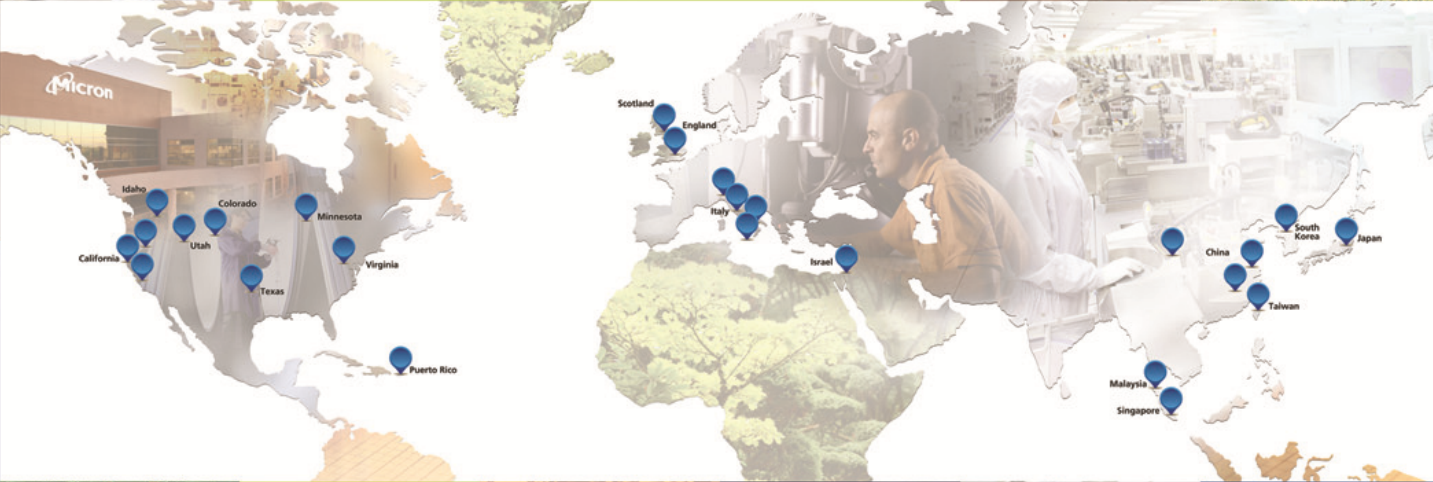 Micron
Scotland
England
Idaho
Colorado
Minnesota
Italy
Utah
California
Virginia
Texas
Israel
South
Korea
Japan
China
Taiwan
Puerto Rico
Malaysia
Singapore